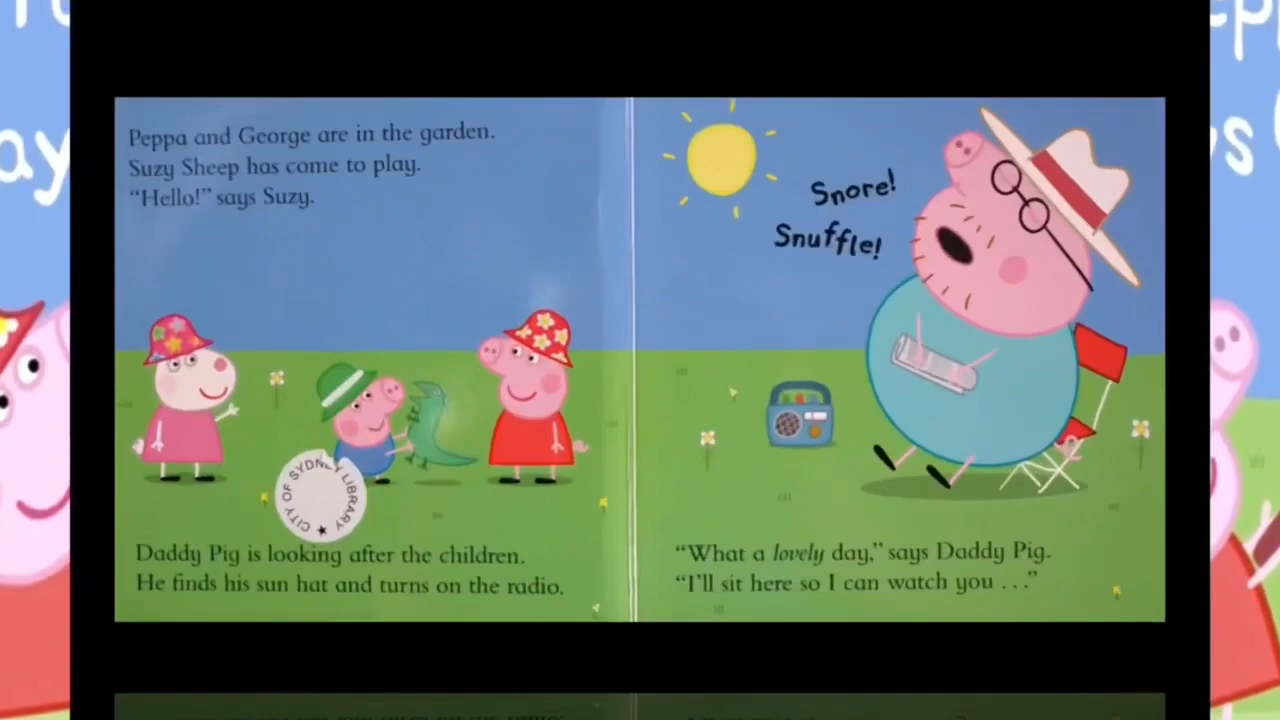 Peppa and George are in the garden.
Suzy Sheep has come to play.
“Hello!” says Suzy.
CITY OF SYDNEY LIBRARY
Daddy Pig is looking after the children.
He finds his sun hat and turns on the radio.
Snore!
Snuffle!
“What a lovely day,” says Daddy Pig.
“I’ll sit here so I can watch you . . .”